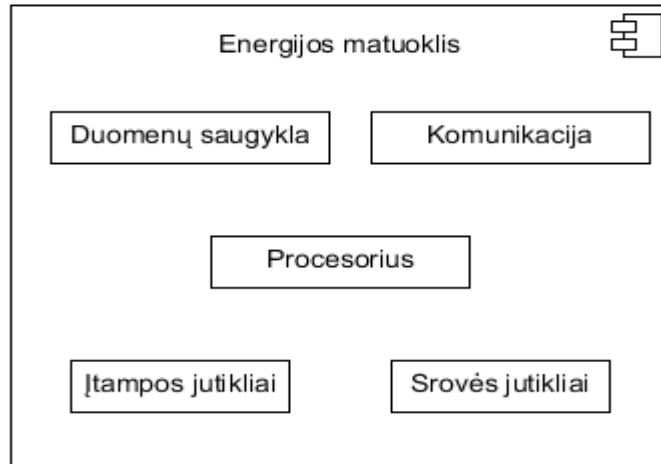 Energijos matuoklis
Duomenų saugykla
Komunikacija
Procesorius
Įtampos jutikliai
Srovės jutikliai